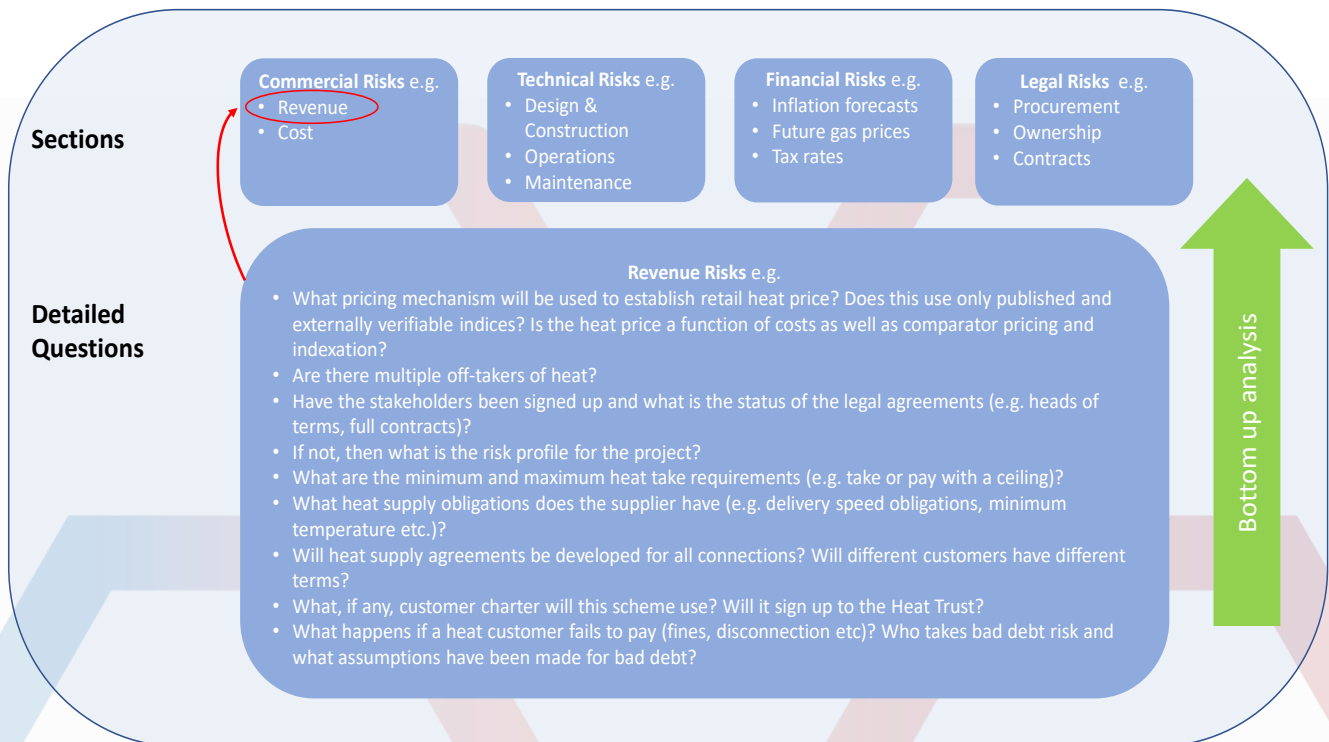 Sections
Commercial Risks e.g.
• Revenue
• Cost
Technical Risks e.g.
• Design &
Construction
• Operations
• Maintenance
Financial Risks e.g.
• Inflation forecasts
• Future gas prices
• Tax rates
Legal Risks e.g.
• Procurement
• Ownership
• Contracts
Detailed
Questions
Revenue Risks e.g.
• What pricing mechanism will be used to establish retail heat price? Does this use only published and
externally verifiable indices? Is the heat price a function of costs as well as comparator pricing and
indexation?
• Are there multiple off-takers of heat?
• Have the stakeholders been signed up and what is the status of the legal agreements (e.g. heads of
terms, full contracts)?
• If not, then what is the risk profile for the project?
• What are the minimum and maximum heat take requirements (e.g. take or pay with a ceiling)?
• What heat supply obligations does the supplier have (e.g. delivery speed obligations, minimum
temperature etc.)?
• Will heat supply agreements be developed for all connections? Will different customers have different
terms?
• What, if any, customer charter will this scheme use? Will it sign up to the Heat Trust?
• What happens if a heat customer fails to pay (fines, disconnection etc)? Who takes bad debt risk and
what assumptions have been made for bad debt?
Bottom up analysis